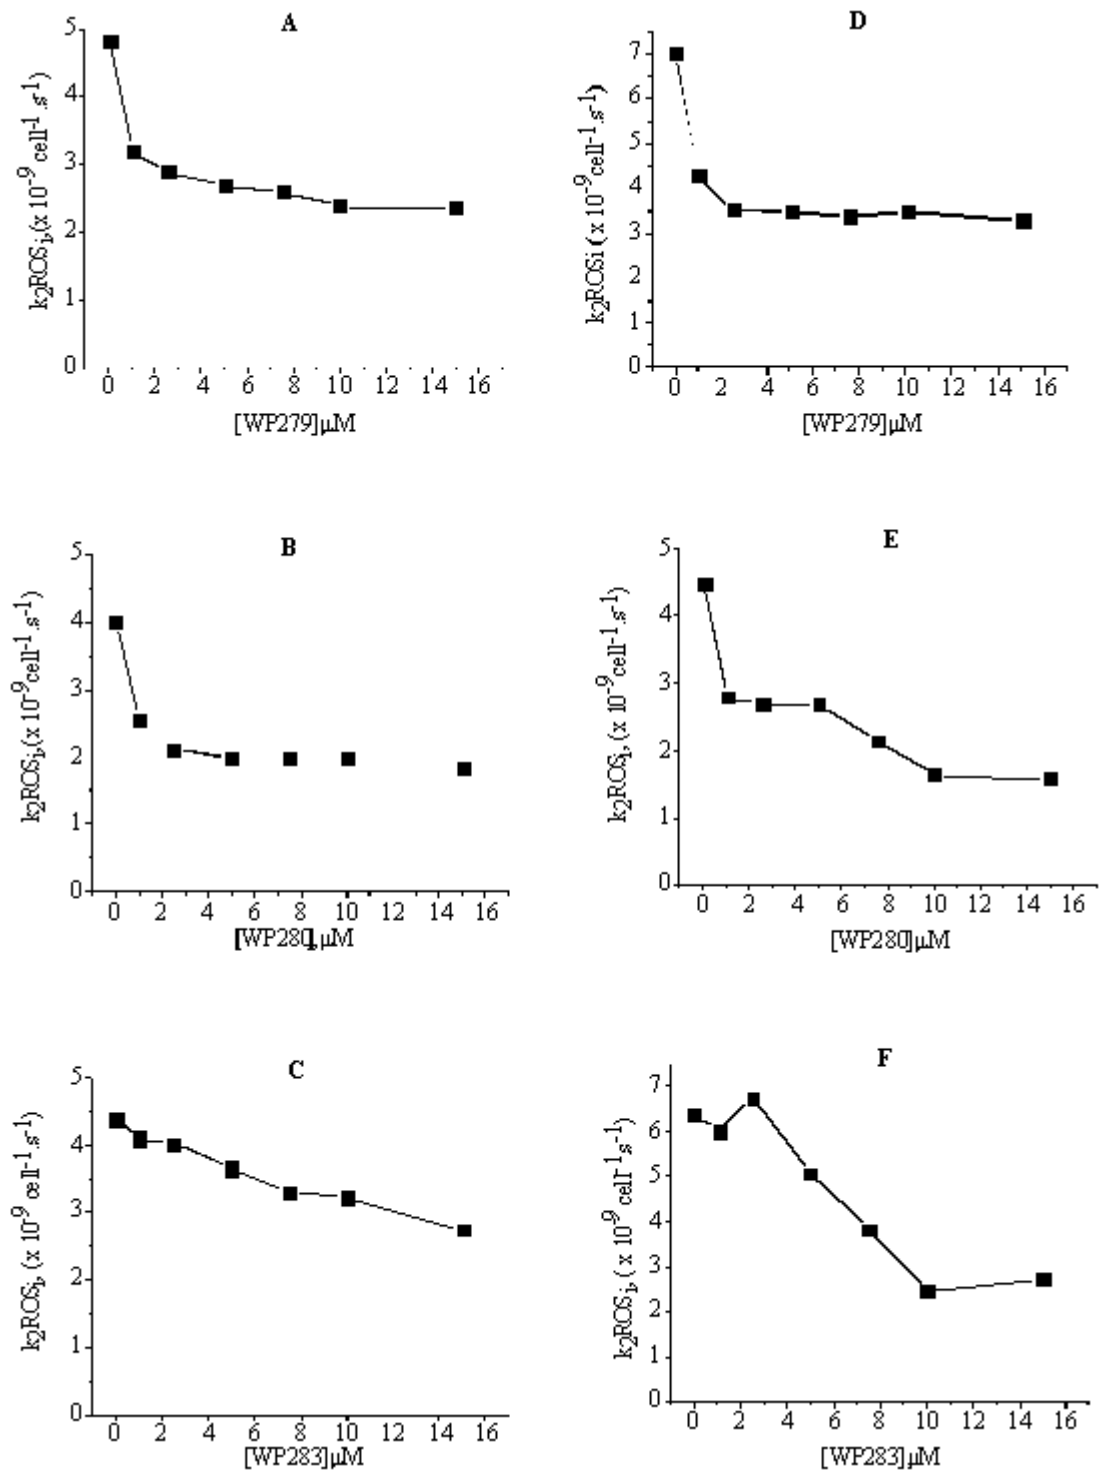 A
k2ROSi,(x 10-9 cell-1.s-1)
5
4
3
2
1
0
0 2 4 6 8 10 12 14 16
[WP279]μM
D
k2ROSi (x 10-9cell-1.s-1)
7
6
5
4
3
2
1
0
0 2 4 6 8 10 12 14 16
[WP279]μM
B
k2ROSi,(x 10-9cell-1.s-1)
5
4
3
2
1
0
0 2 4 6 8 10 12 14 16
[WP280],μM
E
k2ROSi, (x 10-9cell-1.s-1)
5
4
3
2
1
0
0 2 4 6 8 10 12 14 16
[WP280]μM
C
k2ROSi, (x 10-9 cell-1.s-1)
5
4
3
2
1
0
0 2 4 6 8 10 12 14 16
[WP283]μM
F
k2ROSi, (x 10-9 cell-1s-1)
7
6
5
4
3
2
1
0
0 2 4 6 8 10 12 14 16
[WP283]μM